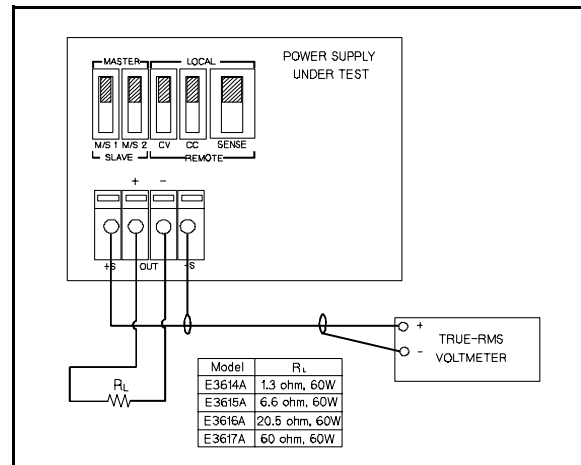 POWER SUPPLY
UNDER TEST
MASTER LOCAL
M/S 1 M/S 2 CV CC SENSE
SLAVE REMOTE
+ −
+S OUT -S
+
TRUE-RMS
VOLTMETER
-
RL
Model RL
E3614A 1.3 ohm, 60W
E3615A 6.6 ohm, 60W
E3616A 20.5 ohm, 60W
E3617A 60 ohm, 60W